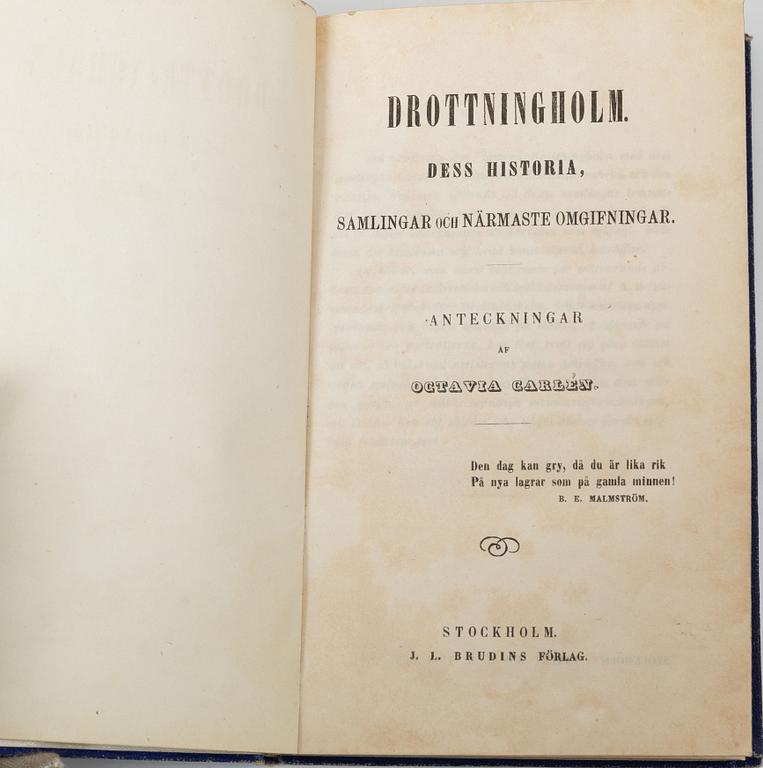 DROTTNINGHOLM.
DESS HISTORIA,
SAMLINGAR OCH NÄRMASTE OMGIFNINGAR.
ANTECKNINGAR
AF
OCTAVIA CARLÉN.
Den dag kan gry, då du är lika rik
På nya lagrar som på gamla minnen!
B. E. MALMSTRÖM.
STOCKHOLM.
J. L. BRUDINS FÖRLAG.